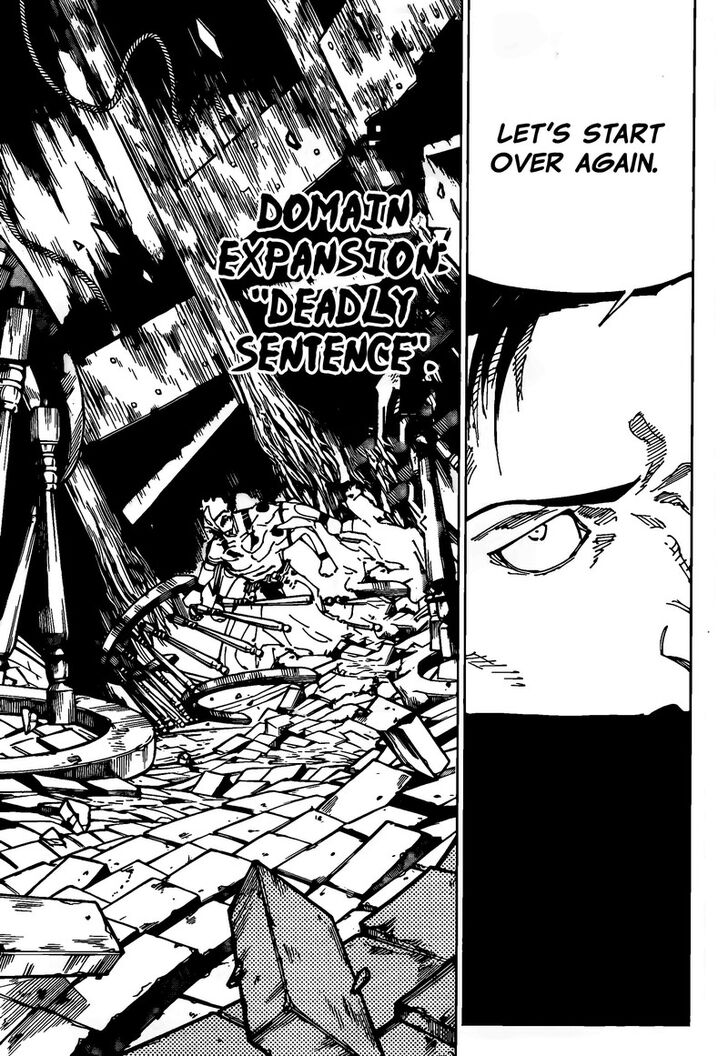 LET'S START
OVER AGAIN.
DOMAIN
EXPANSION:
"DEADLY
SENTENCE".